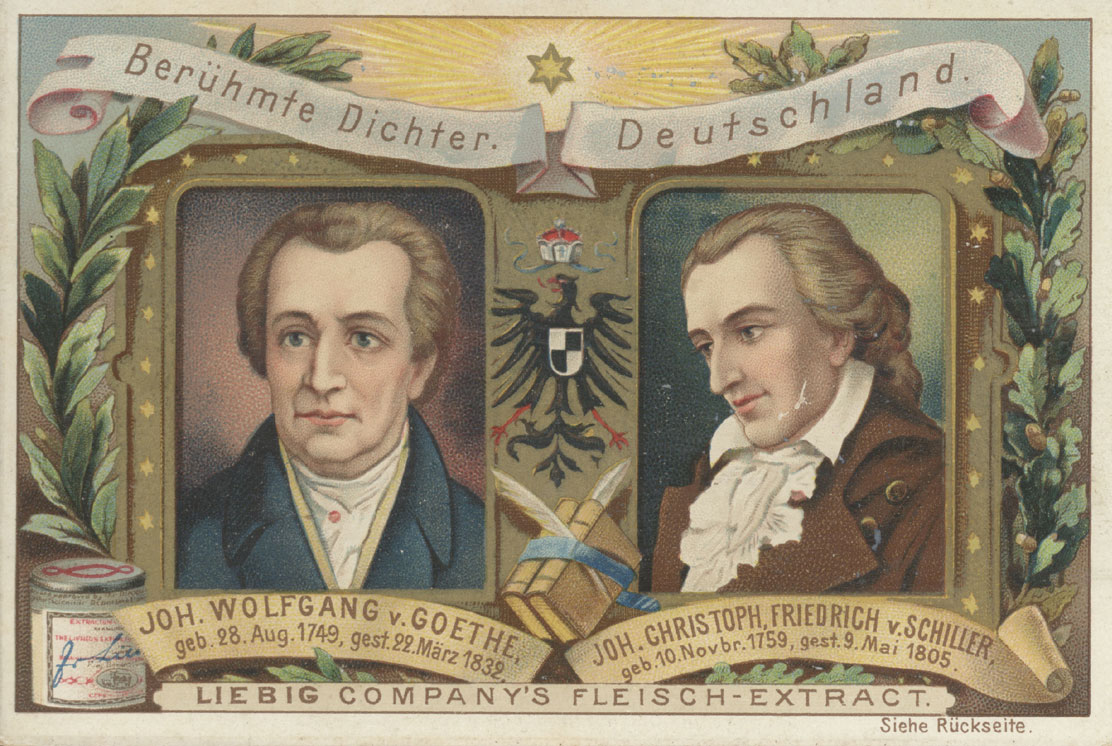 Berühmte Dichter. Deutschland.
JOH. WOLFGANG v. GOETHE,
geb. 28. Aug. 1749, gest. 22. März 1832.
JOH. CHRISTOPH, FRIEDRICH v. SCHILLER,
geb. 10. Novbr. 1759, gest. 9. Mai 1805.
LIEBIG COMPANY'S FLEISCH-EXTRACT.
Siehe Rückseite.